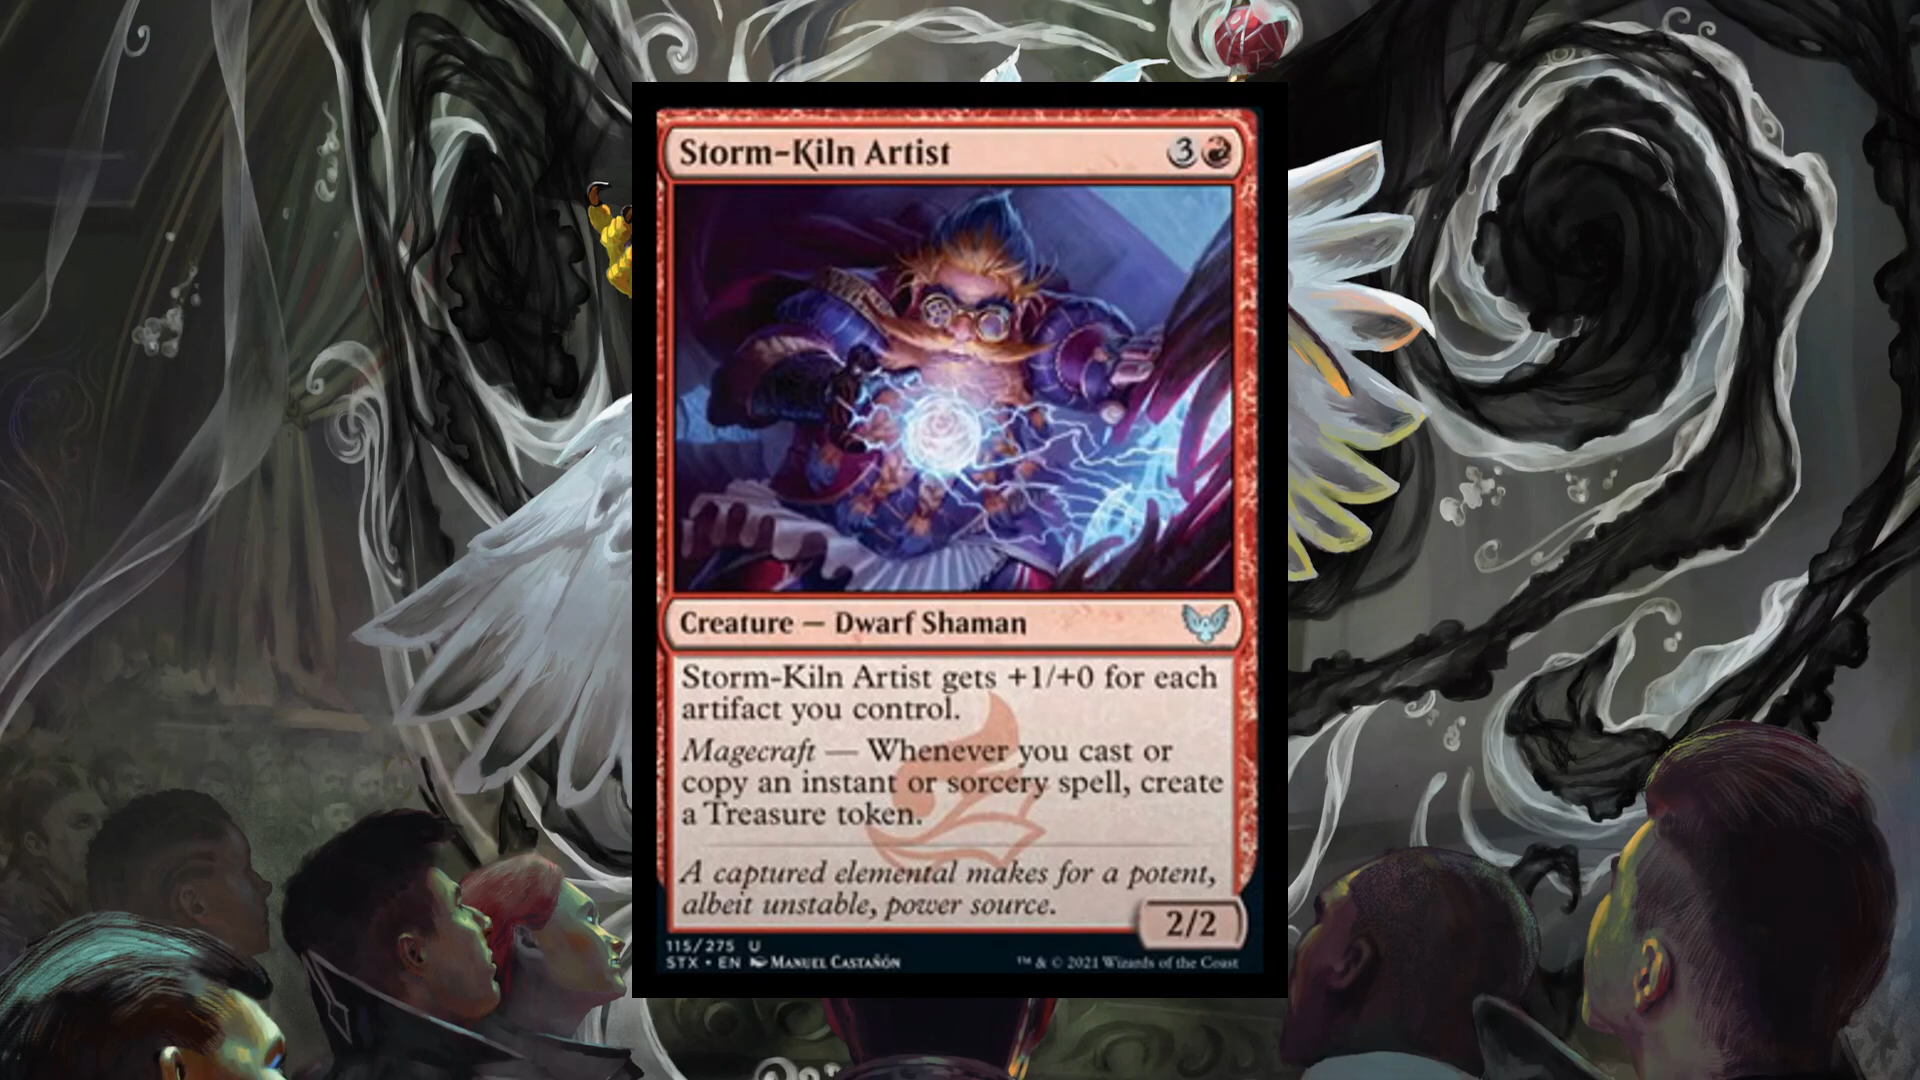 Storm-Kiln Artist 3
Creature — Dwarf Shaman
Storm-Kiln Artist gets +1/+0 for each
artifact you control.
Magecraft — Whenever you cast or
copy an instant or sorcery spell, create
a Treasure token.
A captured elemental makes for a potent,
albeit unstable, power source.
2/2
115/275 U
STX • EN Manuel Castañón
™ & © 2021 Wizards of the Coast